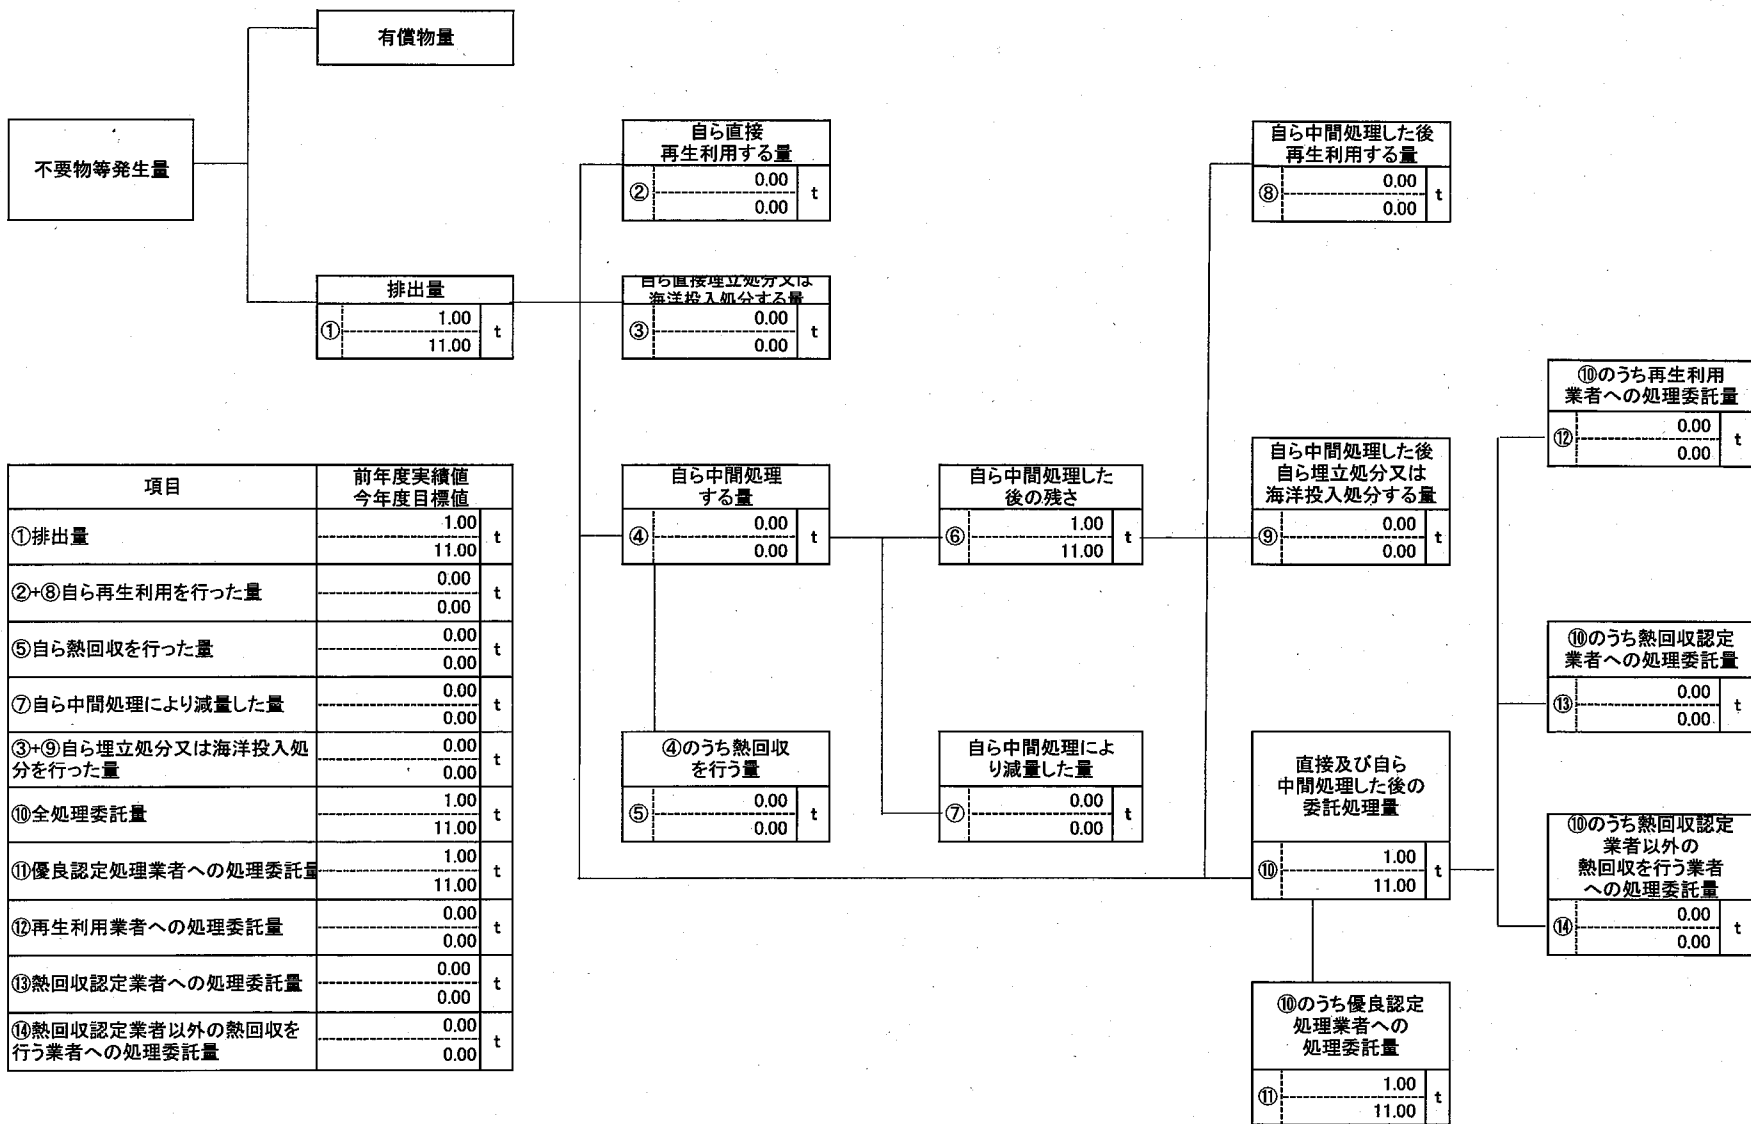 有償物量
不要物等発生量
自ら直接
再生利用する量
②
0.00
0.00
t
自ら中間処理した後
再生利用する量
⑧
0.00
0.00
t
排出量
①
1.00
11.00
t
自ら直接埋立処分又は
海洋投入処分する量
③
0.00
0.00
t
⑩のうち再生利用
業者への処理委託量
⑫
0.00
0.00
t
自ら中間処理
する量
④
0.00
0.00
t
自ら中間処理した
後の残さ
⑥
1.00
11.00
t
自ら中間処理した後
自ら埋立処分又は
海洋投入処分する量
⑨
0.00
0.00
t
⑩のうち熱回収認定
業者への処理委託量
⑬
0.00
0.00
t
④のうち熱回収
を行う量
⑤
0.00
0.00
t
自ら中間処理によ
り減量した量
⑦
0.00
0.00
t
直接及び自ら
中間処理した後の
委託処理量
⑩
1.00
11.00
t
⑩のうち熱回収認定
業者以外の
熱回収を行う業者
への処理委託量
⑭
0.00
0.00
t
⑩のうち優良認定
処理業者への
処理委託量
⑪
1.00
11.00
t
項目
前年度実績値
今年度目標値
①排出量
1.00
11.00
t
②+⑧自ら再生利用を行った量
0.00
0.00
t
⑤自ら熱回収を行った量
0.00
0.00
t
⑦自ら中間処理により減量した量
0.00
0.00
t
③+⑨自ら埋立処分又は海洋投入処
分を行った量
0.00
0.00
t
⑩全処理委託量
1.00
11.00
t
⑪優良認定処理業者への処理委託量
1.00
11.00
t
⑫再生利用業者への処理委託量
0.00
0.00
t
⑬熱回収認定業者への処理委託量
0.00
0.00
t
⑭熱回収認定業者以外の熱回収を
行う業者への処理委託量
0.00
0.00
t